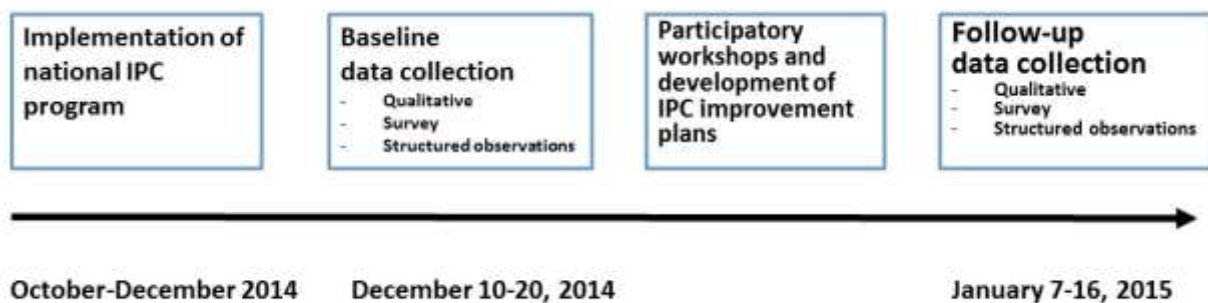 Implementation of
national IPC
program
Baseline
data collection
- Qualitative
- Survey
- Structured observations
Participatory
workshops and
development of
IPC improvement
plans
Follow-up
data collection
- Qualitative
- Survey
- Structured observations
October-December 2014
December 10-20, 2014
January 7-16, 2015